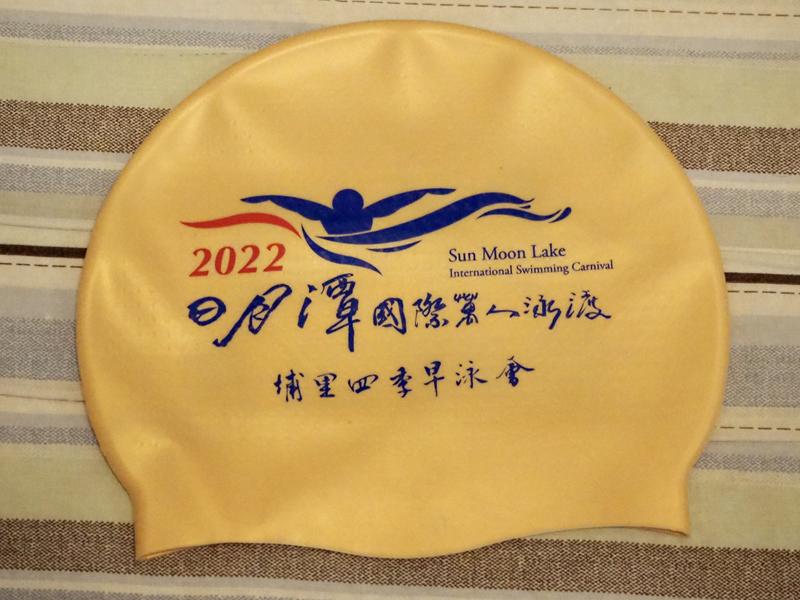 2022
Sun Moon Lake
International Swimming Carnival
日月潭國際萬人泳渡
埔里四季早泳會